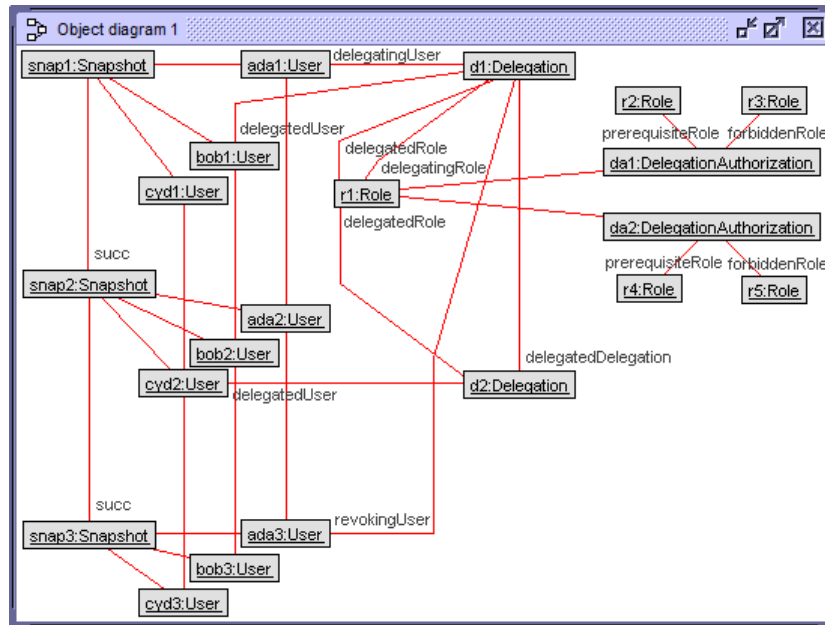 Object diagram 1
snap1:Snapshot
ada1:User
delegatingUser
d1:Delegation
r2:Role
r3:Role
delegatedUser
prerequisiteRole
forbiddenRole
bob1:User
delegatedRole
da1:DelegationAuthorization
delegatingRole
cyd1:User
r1:Role
delegatedRole
da2:DelegationAuthorization
succ
prerequisiteRole
forbiddenRole
snap2:Snapshot
r4:Role
r5:Role
ada2:User
bob2:User
delegatedDelegation
cyd2:User
delegatedUser
d2:Delegation
succ
revokingUser
snap3:Snapshot
ada3:User
bob3:User
cyd3:User